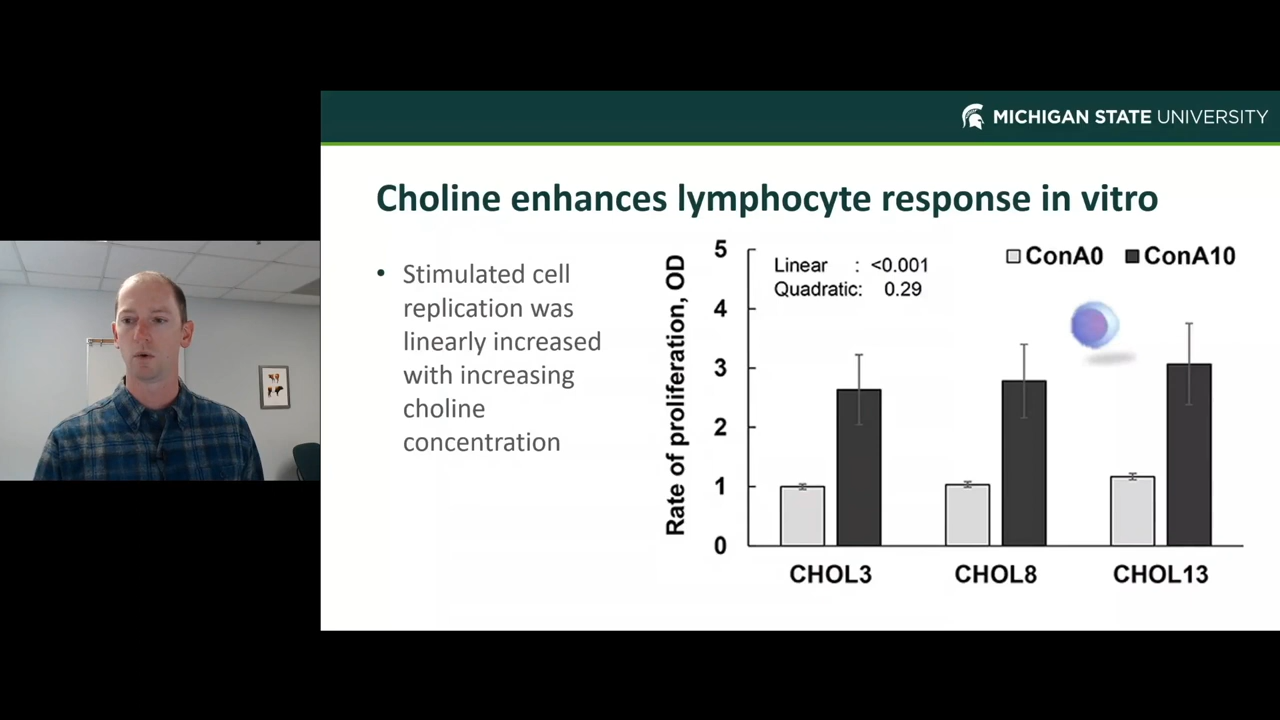 MICHIGAN STATE UNIVERSITY
Choline enhances lymphocyte response in vitro
• Stimulated cell
replication was
linearly increased
with increasing
choline
concentration
Rate of proliferation, OD
5
4
3
2
1
0
Linear : <0.001
Quadratic: 0.29
ConA0 ConA10
CHOL3 CHOL8 CHOL13